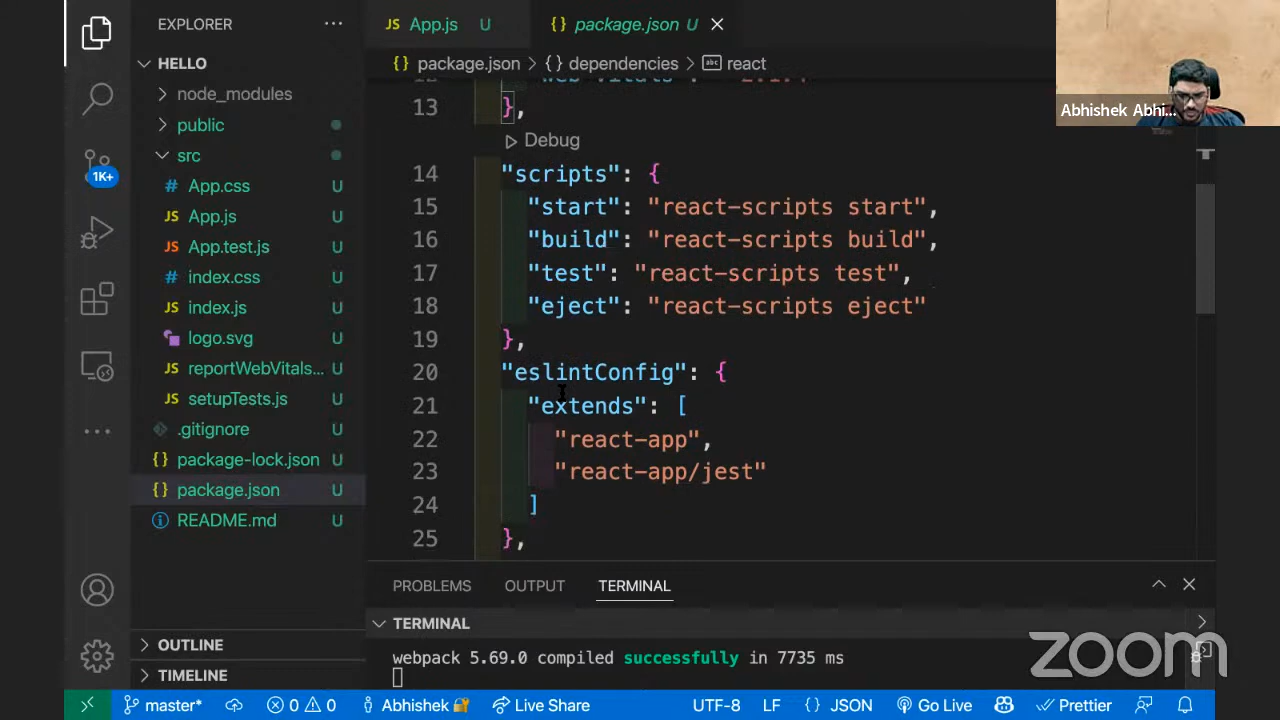 EXPLORER
HELLO
node_modules
public
src
App.css U
App.js U
App.test.js U
index.css U
index.js U
logo.svg U
reportWebVitals... U
setupTests.js U
.gitignore U
package-lock.json U
package.json U
README.md U
OUTLINE
TIMELINE
1K+
JS App.js U
{} package.json U
{} package.json > {} dependencies > abc react
13 },
Debug
14 "scripts": {
15 "start": "react-scripts start",
16 "build": "react-scripts build",
17 "test": "react-scripts test",
18 "eject": "react-scripts eject"
19 },
20 "eslintConfig": {
21 "extends": [
22 "react-app",
23 "react-app/jest"
24 ]
25 },
Abhishek Abhi...
PROBLEMS OUTPUT TERMINAL
TERMINAL
webpack 5.69.0 compiled successfully in 7735 ms
zoom
master* 0 0 Abhishek Live Share UTF-8 LF {} JSON Go Live Prettier